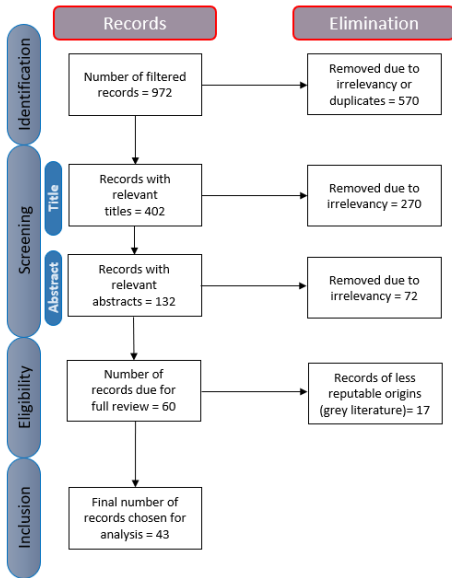 Records
Elimination
Identification
Number of filtered
records = 972
Removed due to
irrelevancy or
duplicates = 570
Screening
Title
Records with
relevant
titles = 402
Removed due to
irrelevancy = 270
Abstract
Records with
relevant
abstracts = 132
Removed due to
irrelevancy = 72
Eligibility
Number of
records due for
full review = 60
Records of less
reputable origins
(grey literature)= 17
Inclusion
Final number of
records chosen for
analysis = 43